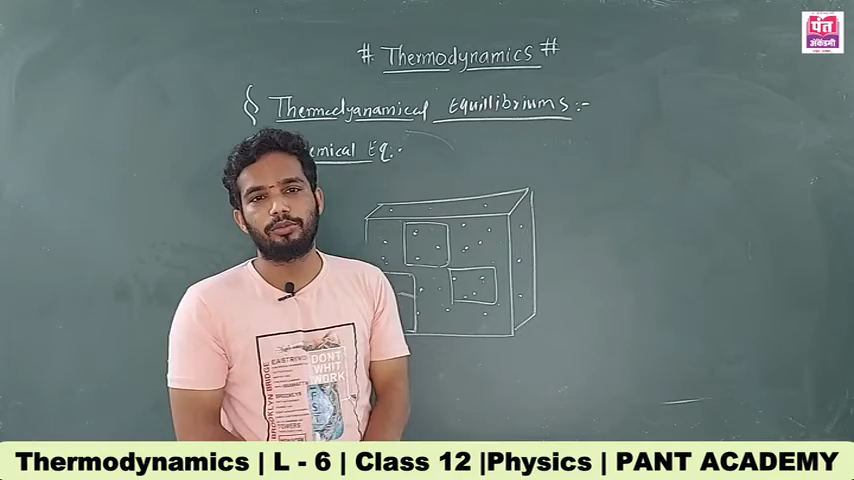 पंत
अ‍ॅकॅडमी
# Thermodynamics #
§ Thermodyanamical Equillibriums :-
emical Eq:-
BROOKLYN BRIDGE
EASTRIVER
BROOKLYN
TOWERS
DONT
WHIT
WORK
Thermodynamics | L - 6 | Class 12 |Physics | PANT ACADEMY